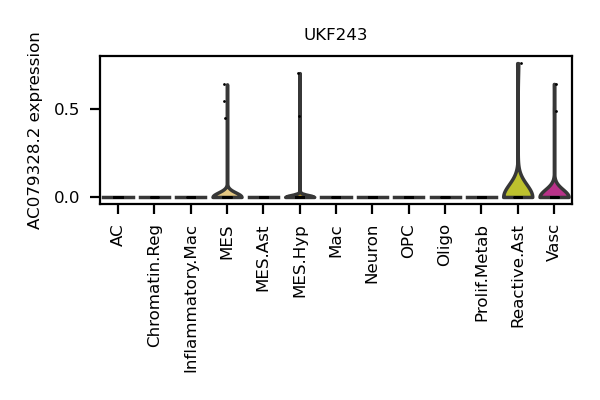 UKF243
AC079328.2 expression
0.5
0.0
AC
Chromatin.Reg
Inflammatory.Mac
MES
MES.Ast
MES.Hyp
Mac
Neuron
OPC
Oligo
Prolif.Metab
Reactive.Ast
Vasc